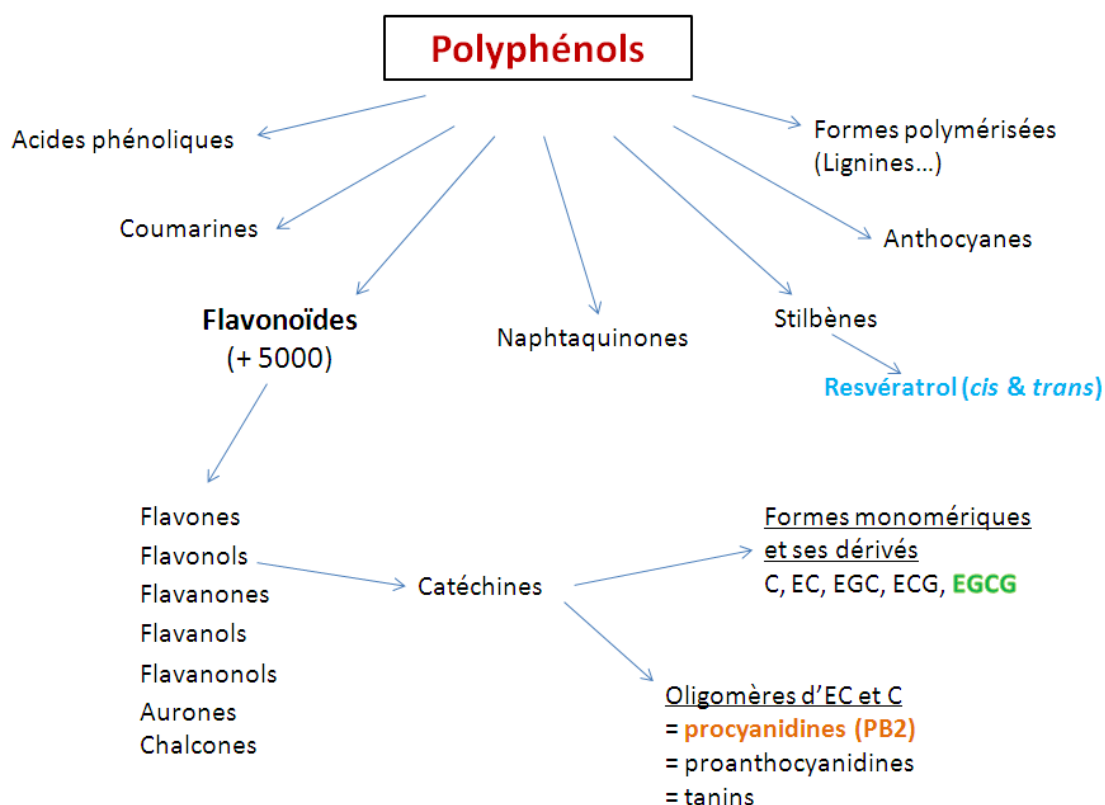 Polyphénols
Acides phénoliques
Formes polymérisées
(Lignines...)
Coumarines
Anthocyanes
Flavonoïdes
(+ 5000)
Naphtaquinones
Stilbènes
Resvératrol (cis & trans)
Flavones
Flavonols
Flavanones
Flavanols
Flavanonols
Aurones
Chalcones
Catéchines
Formes monomériques
et ses dérivés
C, EC, EGC, ECG, EGCG
Oligomères d'EC et C
= procyanidines (PB2)
= proanthocyanidines
= tanins